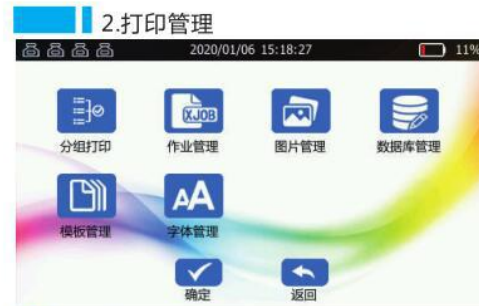 2.打印管理
2020/01/06 15:18:27 11%
XJOB
AA
分组打印 作业管理 图片管理 数据库管理
模板管理 字体管理
确定 返回